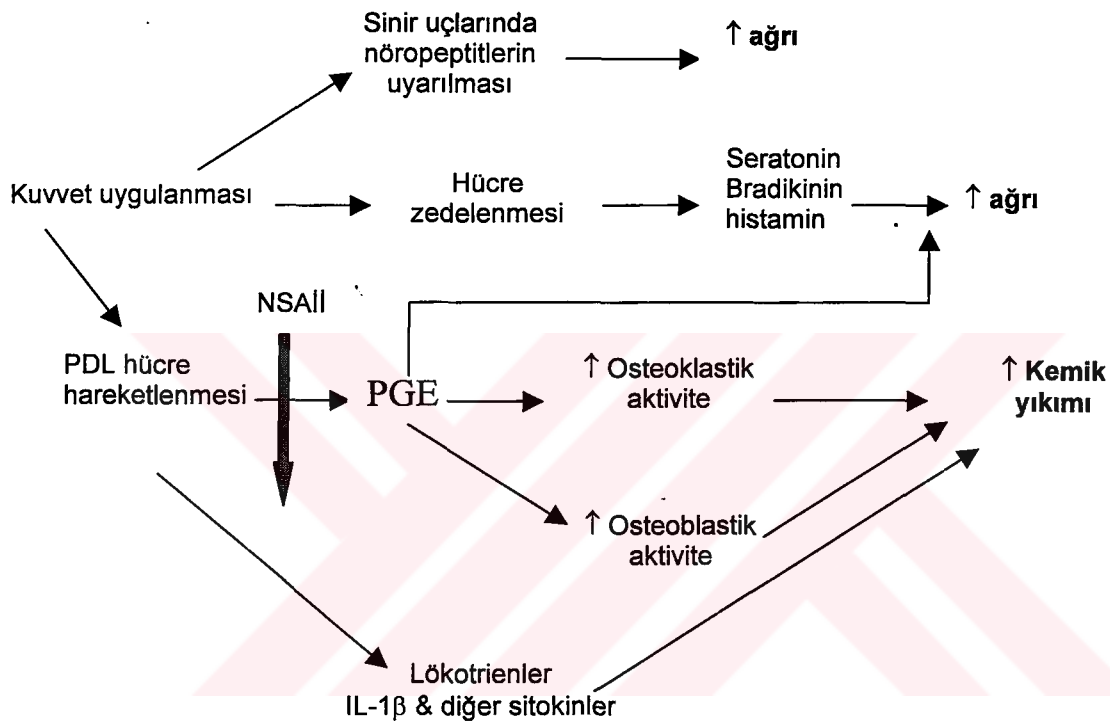 Sinir uçlarında
nöropeptitlerin
uyarılması
↑ ağrı
Kuvvet uygulanması
Hücre
zedelenmesi
Seratonin
Bradikinin
histamin
↑ ağrı
NSAİİ
PDL hücre
hareketlenmesi
PGE
↑ Osteoklastik
aktivite
↑ Kemik
yıkımı
↑ Osteoblastik
aktivite
Lökotrienler
IL-1β & diğer sitokinler